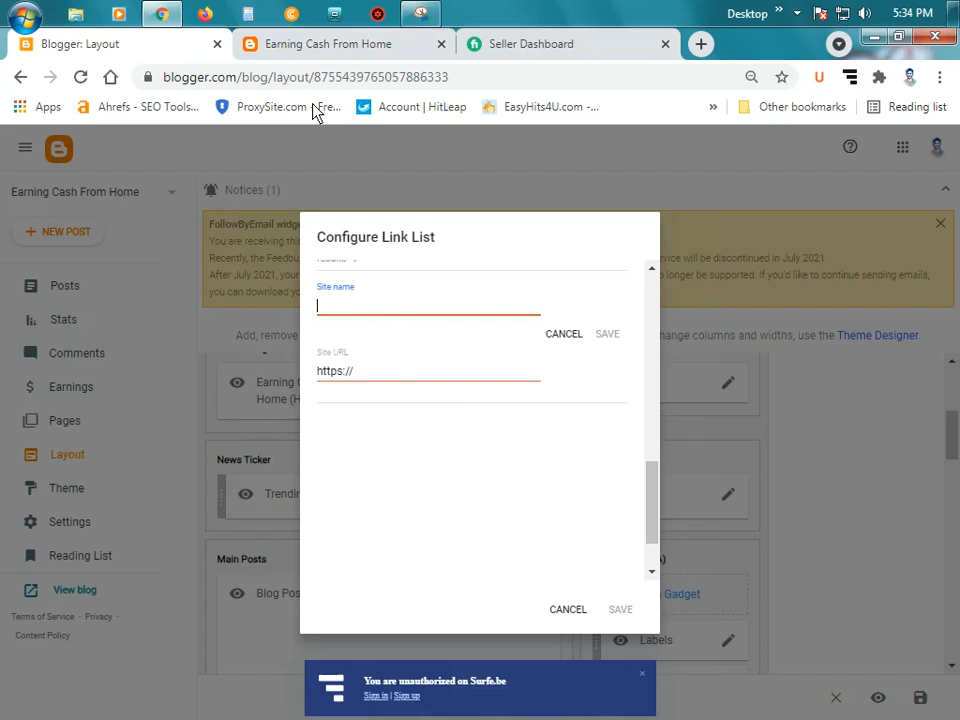 Desktop
»
5:34 PM
Blogger: Layout
Earning Cash From Home
Seller Dashboard
blogger.com/blog/layout/8755439765057886333
Apps
Ahrefs - SEO Tools...
ProxySite.com
Fre...
Account | HitLeap
EasyHits4U.com -...
»
Other bookmarks
Reading list
Earning Cash From Home
Notices (1)
NEW POST
FollowByEmail widg
You are receiving this
Recently, the Feedbu
After July 2021, your
you can download yo
vice will be discontinued in July 2021
o longer be supported. If you'd like to continue sending emails,
Add, remove
hange columns and widths, use the Theme Designer.
Configure Link List
Site name
CANCEL
SAVE
Site URL
https://
CANCEL
SAVE
Posts
Stats
Comments
Earnings
Pages
Layout
Theme
Settings
Reading List
View blog
Terms of Service · Privacy ·
Content Policy
Earning C
Home (H
News Ticker
Trendin
Main Posts
Blog Pos
Gadget
Labels
You are unauthorized on Surfe.be
Sign in | Sign up